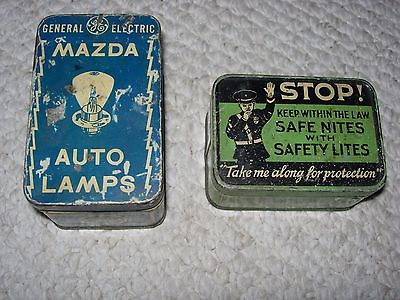 GENERAL GE ELECTRIC
MAZDA
AUTO
LAMPS
STOP!
KEEP WITHIN THE LAW
SAFE NITES
WITH
SAFETY LITES
"Take me along for protection"